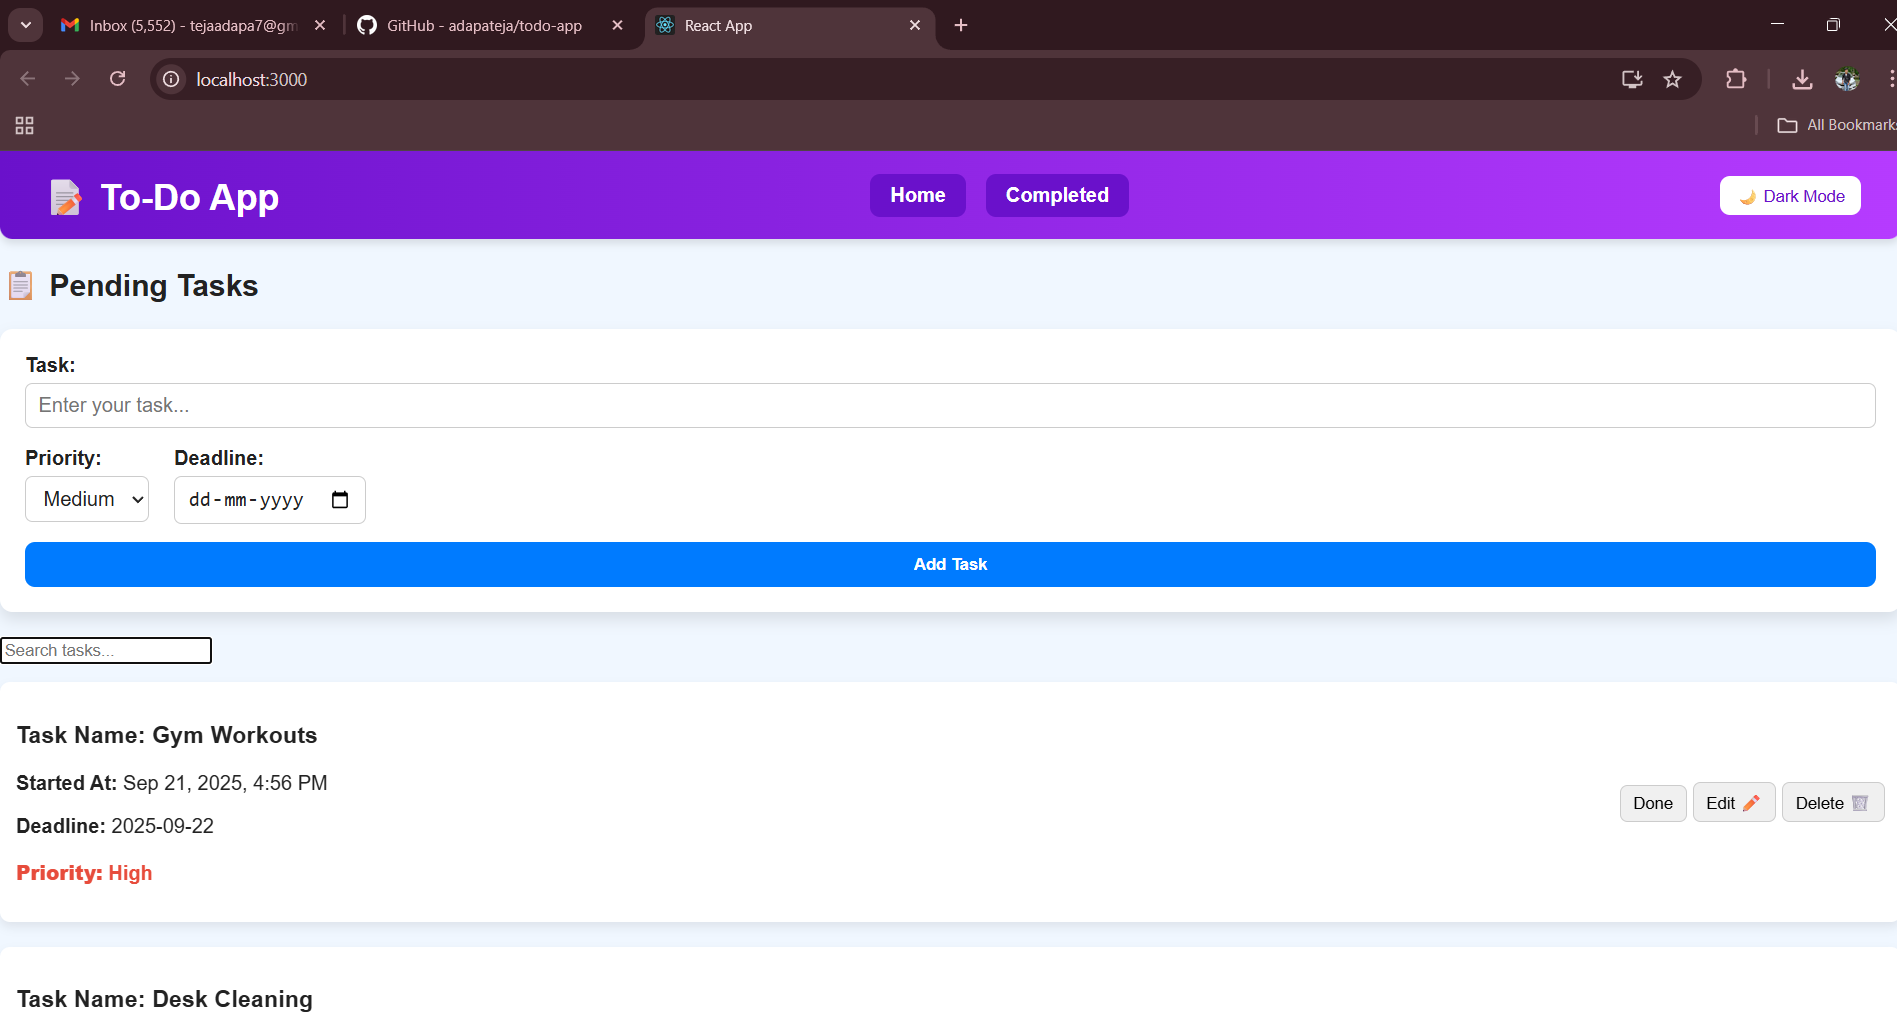 Inbox (5,552) - tejaadapa7@gm
GitHub - adapateja/todo-app
React App
localhost:3000
All Bookmarks
📝 To-Do App
Home
Completed
🌙 Dark Mode
📋 Pending Tasks
Task:
Enter your task...
Priority:
Deadline:
Medium
dd-mm-yyyy
Add Task
Search tasks...
Task Name: Gym Workouts
Started At: Sep 21, 2025, 4:56 PM
Deadline: 2025-09-22
Priority: High
Done
Edit ✏️
Delete 🗑️
Task Name: Desk Cleaning